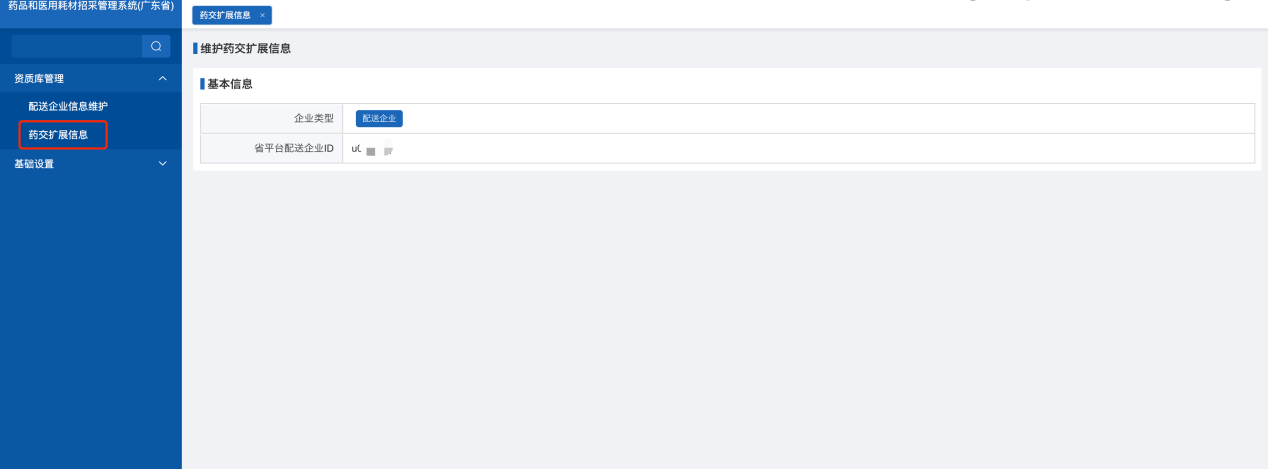 药品和医用耗材招采管理系统(广东省)
药交扩展信息 ×
维护药交扩展信息
资质库管理
基本信息
配送企业信息维护
企业类型 配送企业
药交扩展信息
省平台配送企业ID
基础设置